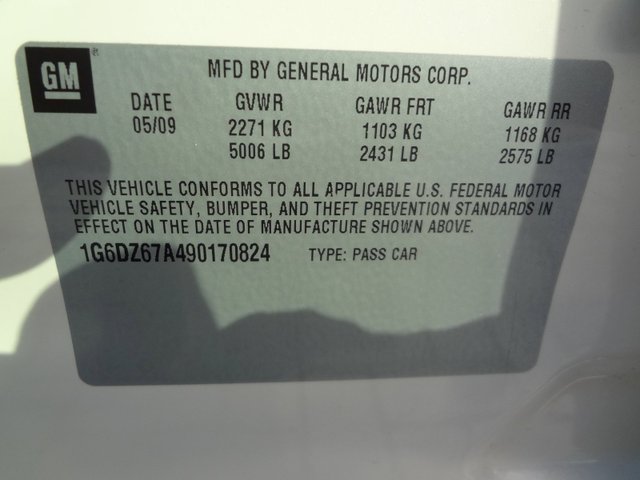 GM
MFD BY GENERAL MOTORS CORP.
DATE GVWR GAWR FRT GAWR RR
05/09 2271 KG 1103 KG 1168 KG
5006 LB 2431 LB 2575 LB
THIS VEHICLE CONFORMS TO ALL APPLICABLE U.S. FEDERAL MOTOR
VEHICLE SAFETY, BUMPER, AND THEFT PREVENTION STANDARDS IN
EFFECT ON THE DATE OF MANUFACTURE SHOWN ABOVE.
1G6DZ67A490170824 TYPE: PASS CAR